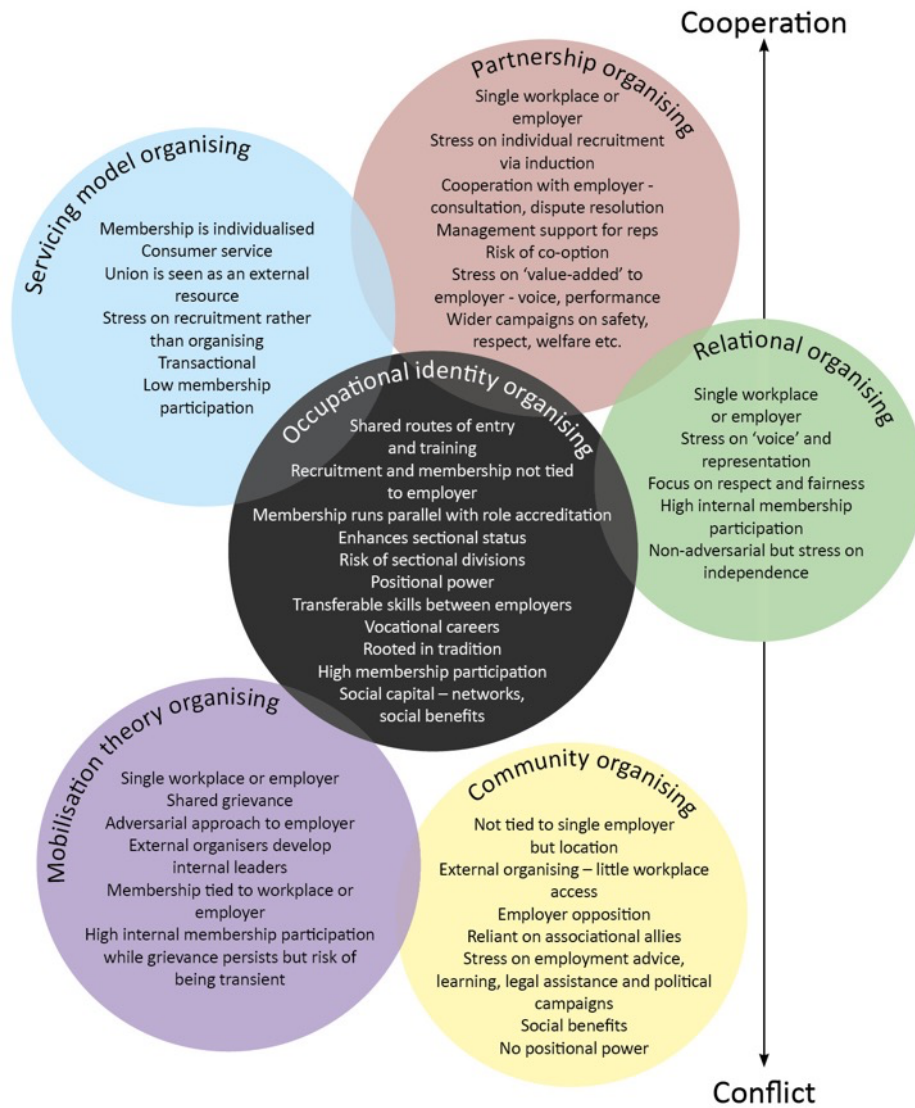 Cooperation
Partnership organising
Single workplace or
employer
Stress on individual recruitment
via induction
Cooperation with employer -
consultation, dispute resolution
Management support for reps
Risk of co-option
Stress on ‘value-added’ to
employer - voice, performance
Wider campaigns on safety,
respect, welfare etc.
Servicing model organising
Membership is individualised
Consumer service
Union is seen as an external
resource
Stress on recruitment rather
than organising
Transactional
Low membership
participation
Relational organising
Single workplace
or employer
Stress on ‘voice’ and
representation
Focus on respect and fairness
High internal membership
participation
Non-adversarial but stress on
independence
Occupational identity organising
Shared routes of entry
and training
Recruitment and membership not tied
to employer
Membership runs parallel with role accreditation
Enhances sectional status
Risk of sectional divisions
Positional power
Transferable skills between employers
Vocational careers
Rooted in tradition
High membership participation
Social capital – networks,
social benefits
Mobilisation theory organising
Single workplace or employer
Shared grievance
Adversarial approach to employer
External organisers develop
internal leaders
Membership tied to workplace or
employer
High internal membership participation
while grievance persists but risk of
being transient
Community organising
Not tied to single employer
but location
External organising – little workplace
access
Employer opposition
Reliant on associational allies
Stress on employment advice,
learning, legal assistance and political
campaigns
Social benefits
No positional power
Conflict